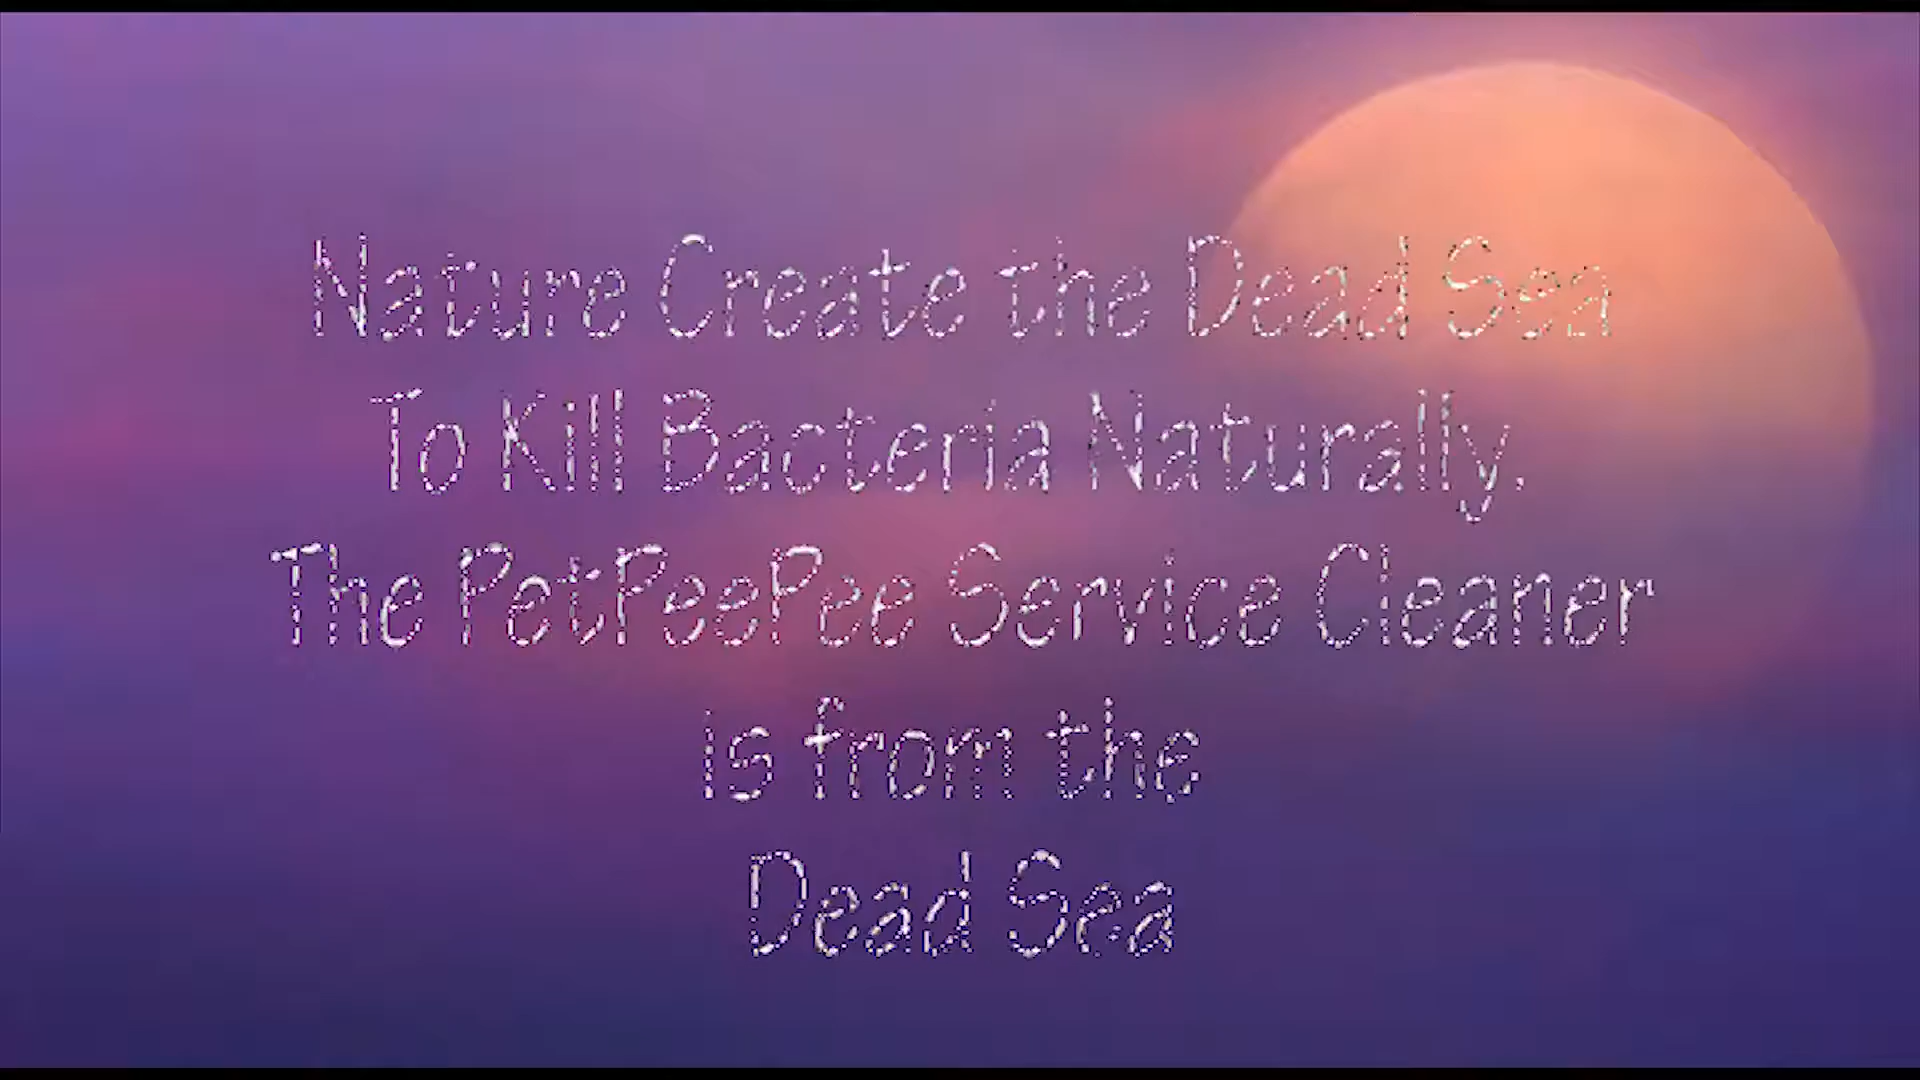 Nature Create the Dead Sea
To Kill Bacteria Naturally.
The PetPeePee Service Cleaner
is from the
Dead Sea